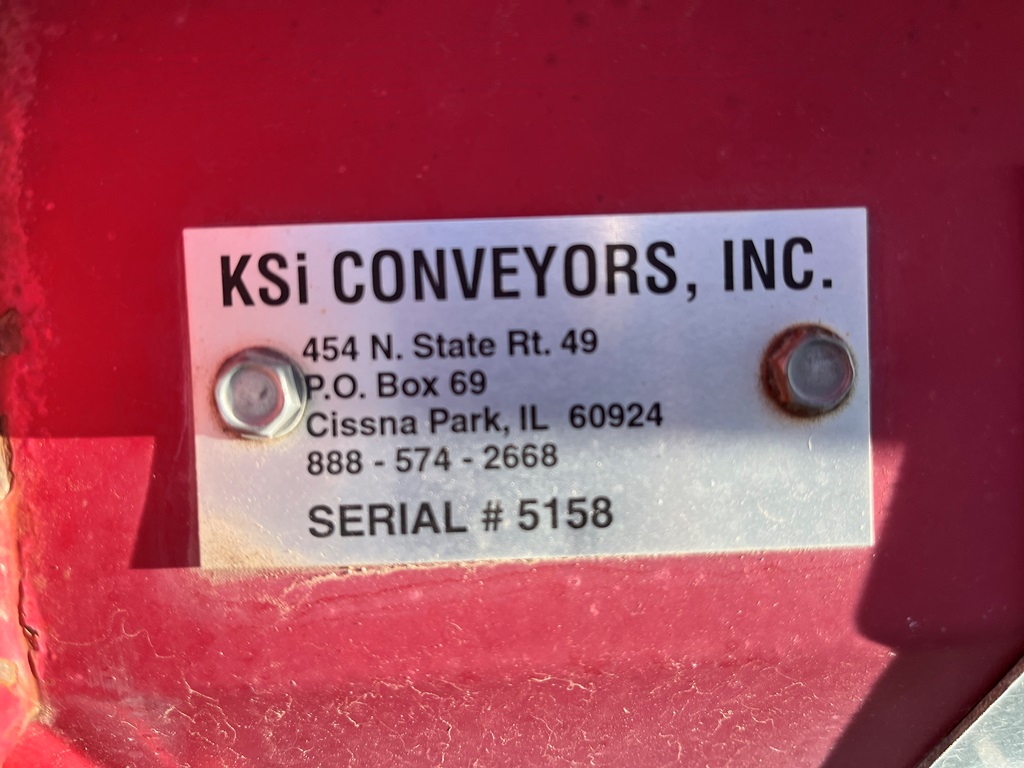 KSi CONVEYORS, INC.
454 N. State Rt. 49
P.O. Box 69
Cissna Park, IL 60924
888 - 574 - 2668
SERIAL # 5158